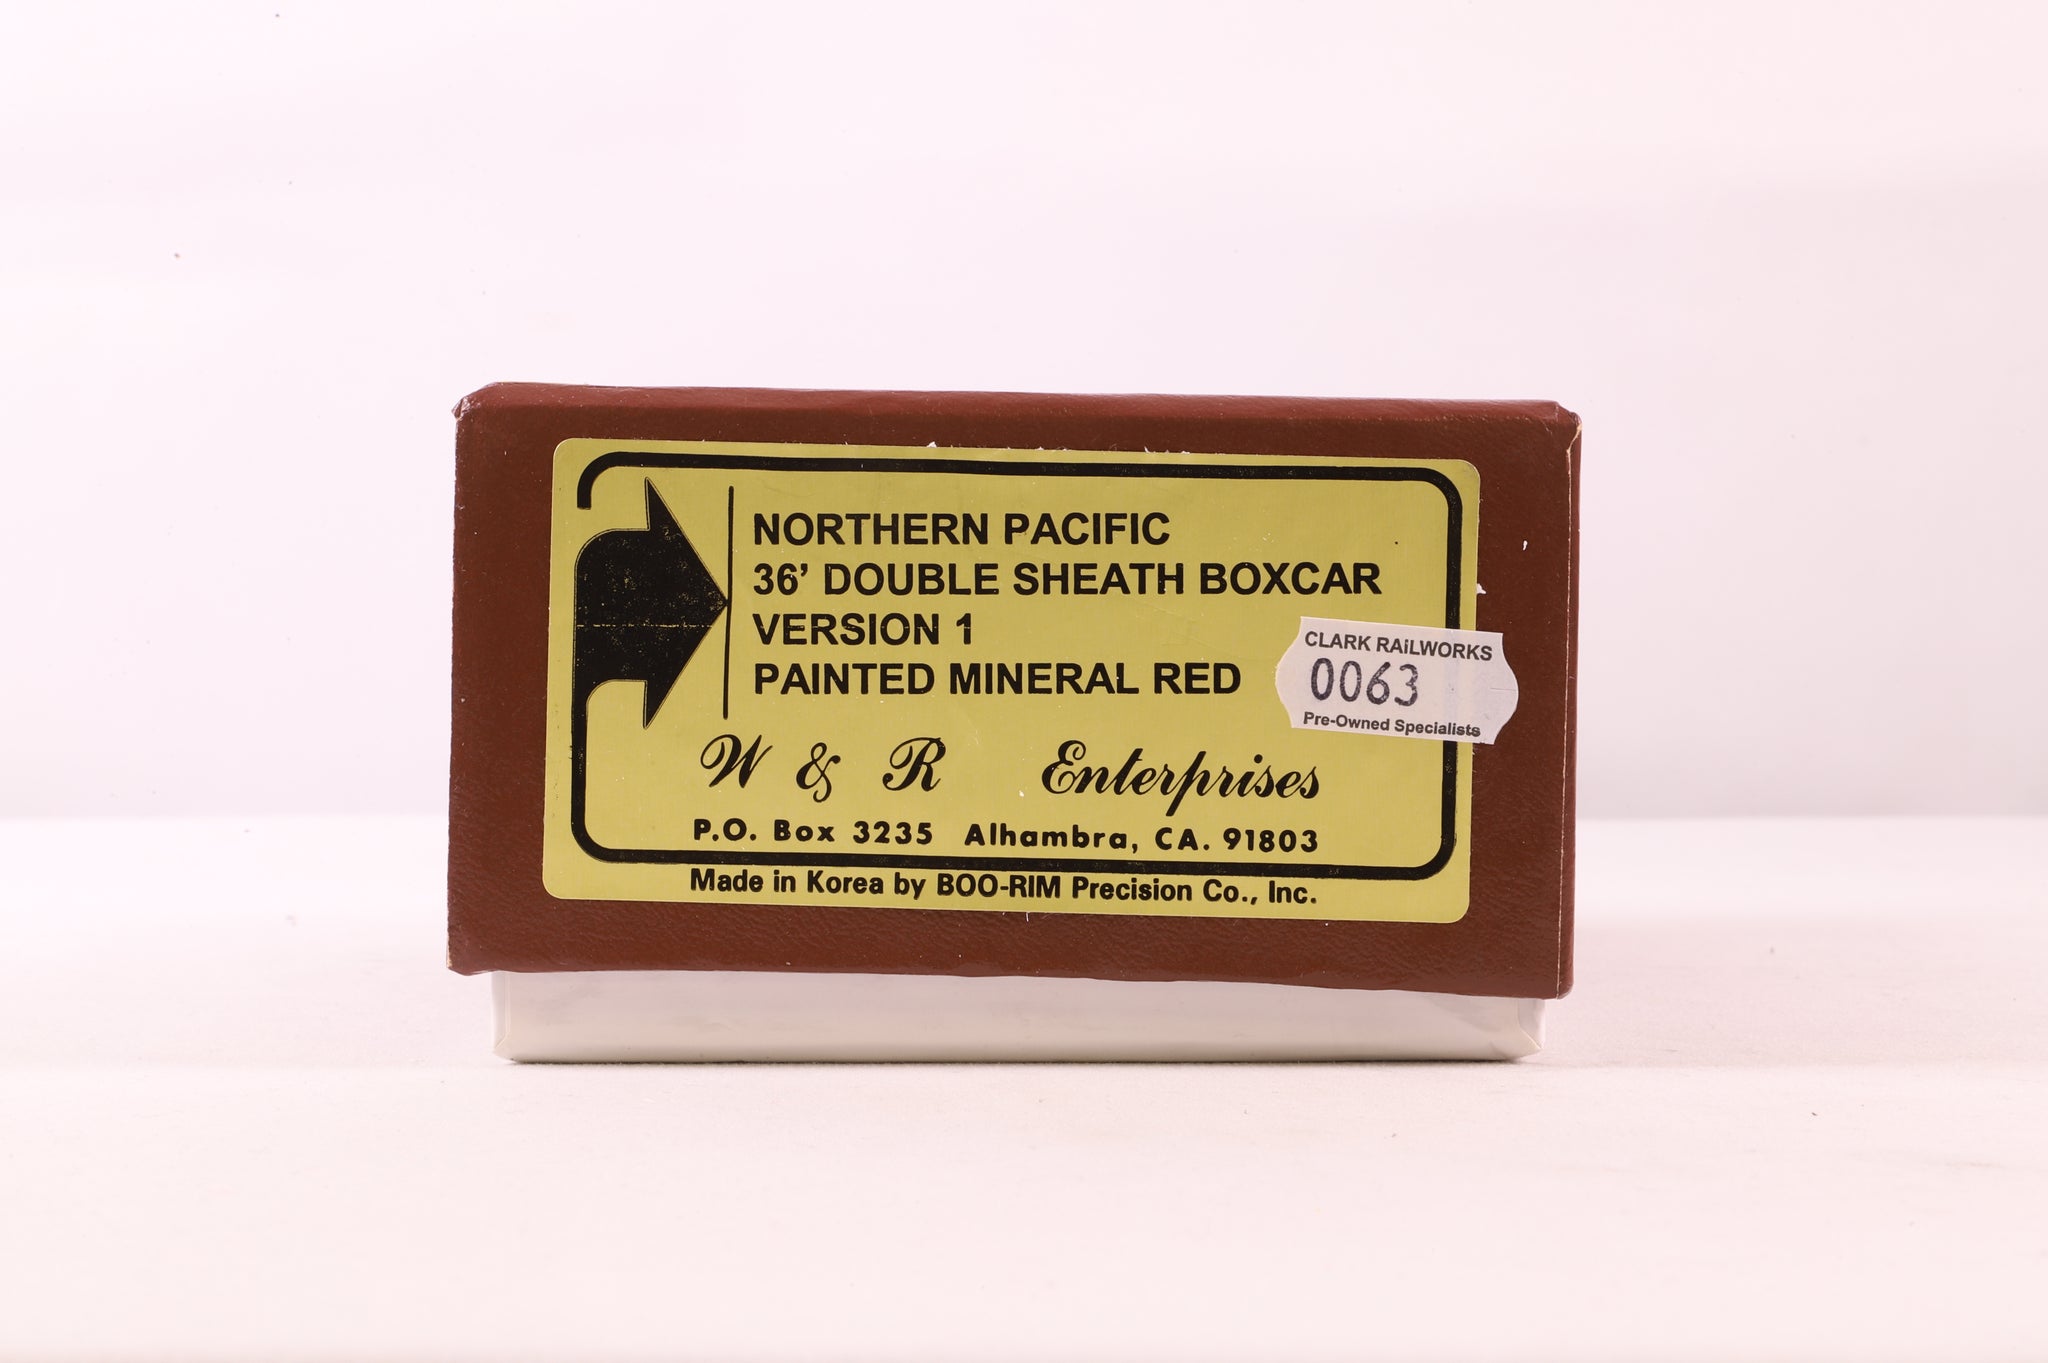 NORTHERN PACIFIC
36' DOUBLE SHEATH BOXCAR
VERSION 1
PAINTED MINERAL RED
CLARK RAiLWORKS
0063
Pre-Owned Specialists
W & R Enterprises
P.O. Box 3235 Alhambra, CA. 91803
Made in Korea by BOO-RIM Precision Co., Inc.